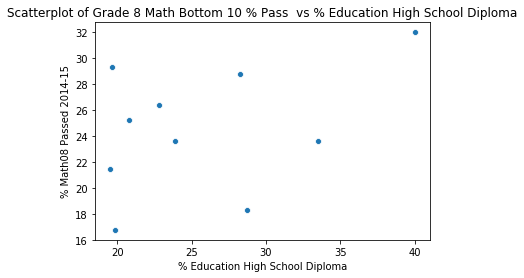 Scatterplot of Grade 8 Math Bottom 10 % Pass  vs % Education High School Diploma
% Math08 Passed 2014-15
32
30
28
26
24
22
20
18
16
20 25 30 35 40
% Education High School Diploma